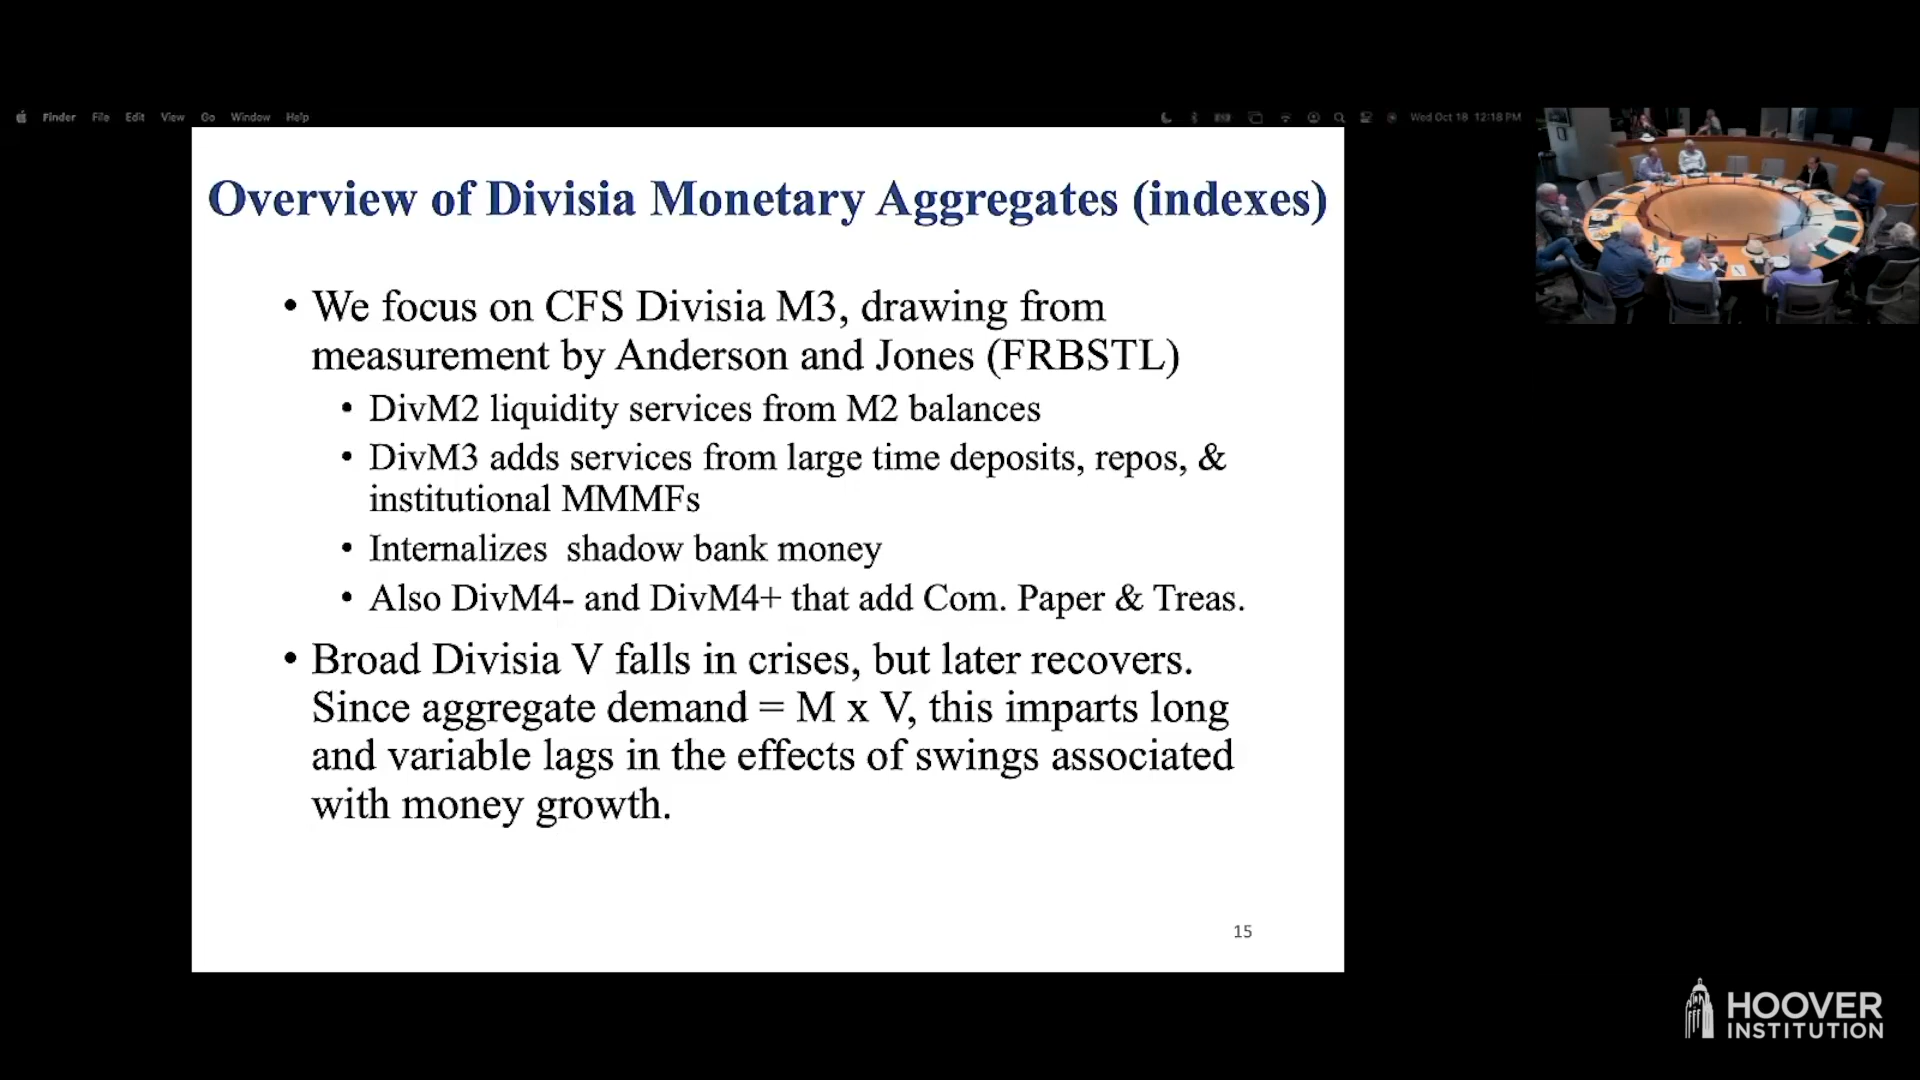 Finder File Edit View Go Window Help
Wed Oct 18 12:18 PM
Overview of Divisia Monetary Aggregates (indexes)
• We focus on CFS Divisia M3, drawing from
measurement by Anderson and Jones (FRBSTL)
• DivM2 liquidity services from M2 balances
• DivM3 adds services from large time deposits, repos, &
institutional MMMFs
• Internalizes shadow bank money
• Also DivM4- and DivM4+ that add Com. Paper & Treas.
• Broad Divisia V falls in crises, but later recovers.
Since aggregate demand = M x V, this imparts long
and variable lags in the effects of swings associated
with money growth.
15
HOOVER
INSTITUTION